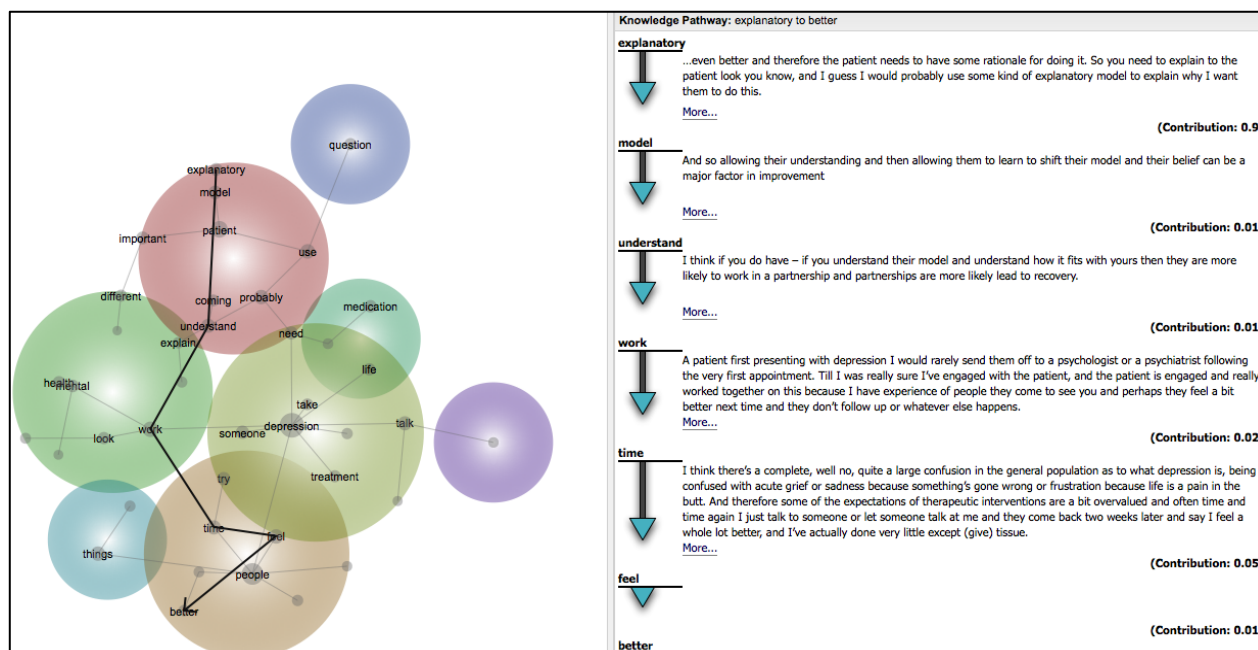 question
explanatory
model
patient
important
use
different
coming
probably
medication
understand
need
explain
life
health
mental
take
talk
look
work
someone
depression
try
treatment
time
feel
things
people
better
Knowledge Pathway: explanatory to better
explanatory
...even better and therefore the patient needs to have some rationale for doing it. So you need to explain to the
patient look you know, and I guess I would probably use some kind of explanatory model to explain why I want
them to do this.
More...
(Contribution: 0.9
model
And so allowing their understanding and then allowing them to learn to shift their model and their belief can be a
major factor in improvement
More...
(Contribution: 0.01
understand
I think if you do have – if you understand their model and understand how it fits with yours then they are more
likely to work in a partnership and partnerships are more likely lead to recovery.
More...
(Contribution: 0.01
work
A patient first presenting with depression I would rarely send them off to a psychologist or a psychiatrist following
the very first appointment. Till I was really sure I've engaged with the patient, and the patient is engaged and really
worked together on this because I have experience of people they come to see you and perhaps they feel a bit
better next time and they don't follow up or whatever else happens.
More...
(Contribution: 0.02
time
I think there's a complete, well no, quite a large confusion in the general population as to what depression is, being
confused with acute grief or sadness because something's gone wrong or frustration because life is a pain in the
butt. And therefore some of the expectations of therapeutic interventions are a bit overvalued and often time and
time again I just talk to someone or let someone talk at me and they come back two weeks later and say I feel a
whole lot better, and I've actually done very little except (give) tissue.
More...
(Contribution: 0.05
feel
(Contribution: 0.01
better